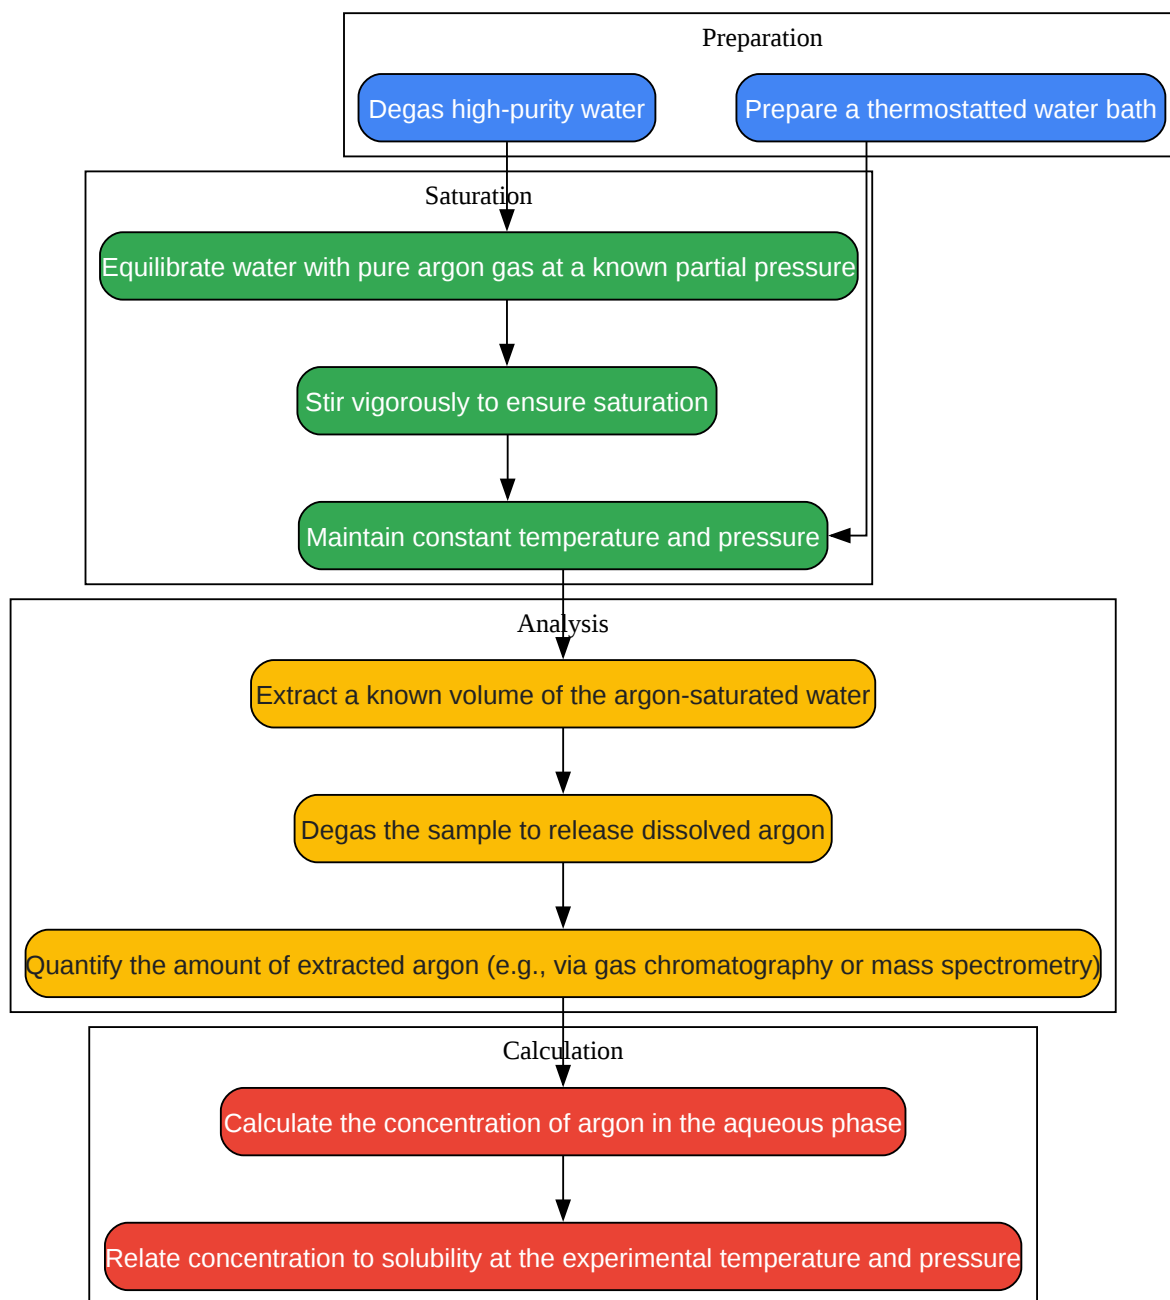 Preparation
Degas high-purity water
Prepare a thermostatted water bath
Saturation
Equilibrate water with pure argon gas at a known partial pressure
Stir vigorously to ensure saturation
Maintain constant temperature and pressure
Analysis
Extract a known volume of the argon-saturated water
Degas the sample to release dissolved argon
Quantify the amount of extracted argon (e.g., via gas chromatography or mass spectrometry)
Calculation
Calculate the concentration of argon in the aqueous phase
Relate concentration to solubility at the experimental temperature and pressure